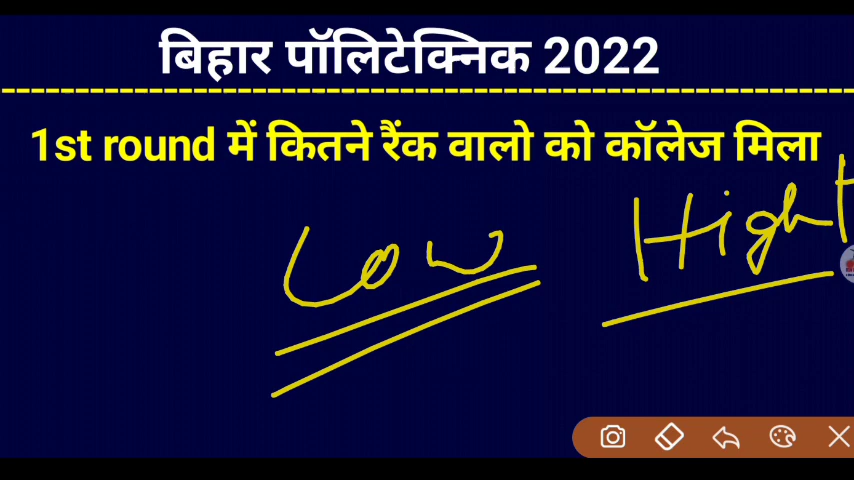 बिहार पॉलिटेक्निक 2022
1st round में कितने रैंक वालो को कॉलेज मिला
Low
High